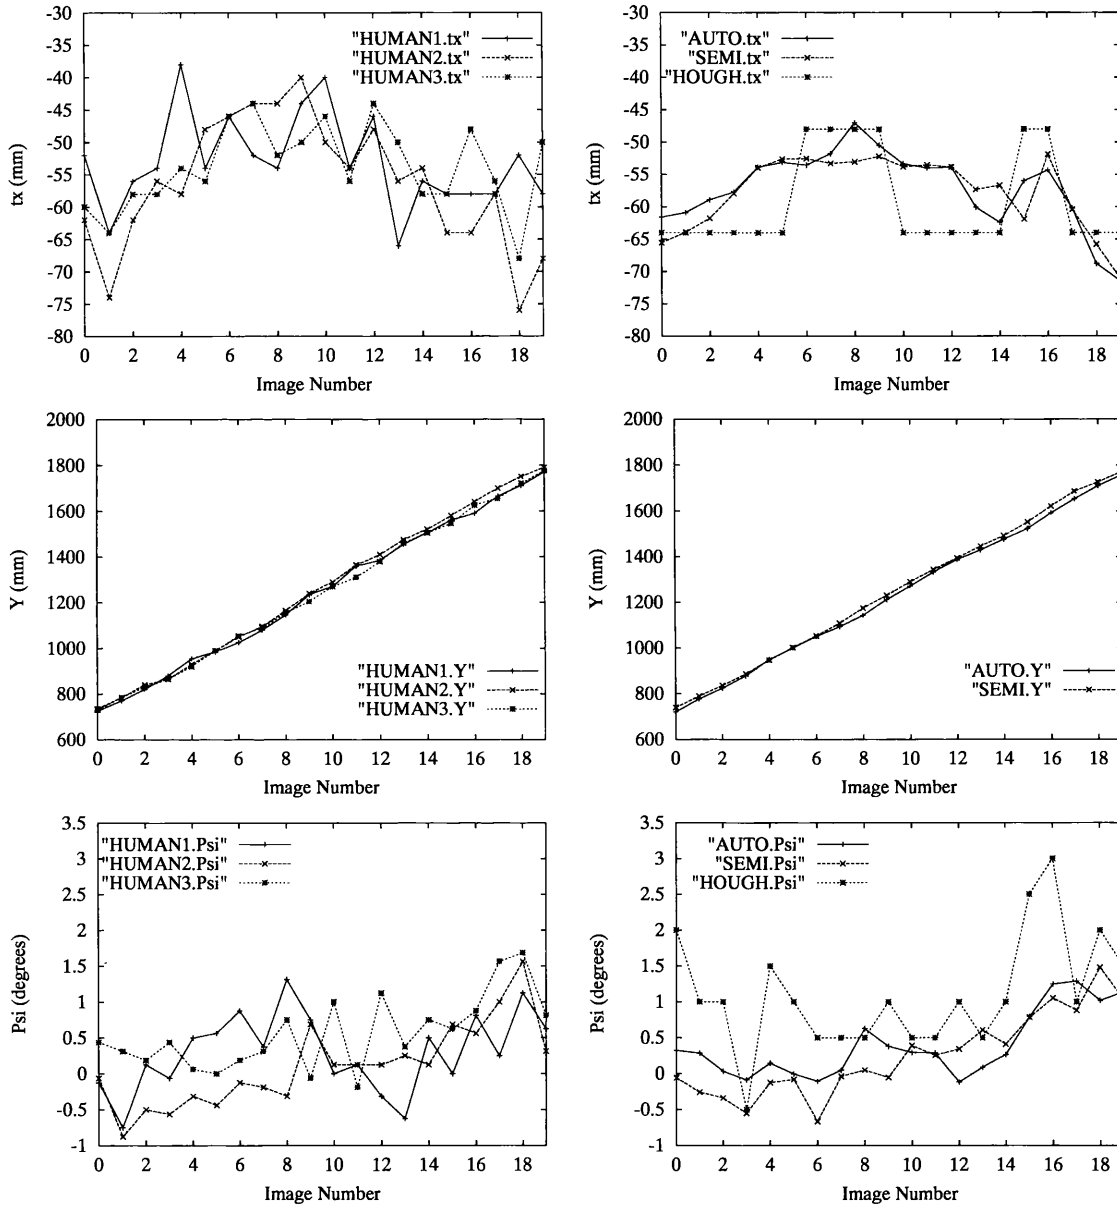 -30
-35
-40
-45
-50
-55
-60
-65
-70
-75
-80
tx (mm)
"HUMAN1.tx"
"HUMAN2.tx"
"HUMAN3.tx"
0 2 4 6 8 10 12 14 16 18
Image Number
-30
-35
-40
-45
-50
-55
-60
-65
-70
-75
-80
tx (mm)
"AUTO.tx"
"SEMI.tx"
"HOUGH.tx"
0 2 4 6 8 10 12 14 16 18
Image Number
2000
1800
1600
1400
1200
1000
800
600
Y (mm)
"HUMAN1.Y"
"HUMAN2.Y"
"HUMAN3.Y"
0 2 4 6 8 10 12 14 16 18
Image Number
2000
1800
1600
1400
1200
1000
800
600
Y (mm)
"AUTO.Y"
"SEMI.Y"
0 2 4 6 8 10 12 14 16 18
Image Number
3.5
3
2.5
2
1.5
1
0.5
0
-0.5
-1
Psi (degrees)
"HUMAN1.Psi"
"HUMAN2.Psi"
"HUMAN3.Psi"
0 2 4 6 8 10 12 14 16 18
Image Number
3.5
3
2.5
2
1.5
1
0.5
0
-0.5
-1
Psi (degrees)
"AUTO.Psi"
"SEMI.Psi"
"HOUGH.Psi"
0 2 4 6 8 10 12 14 16 18
Image Number